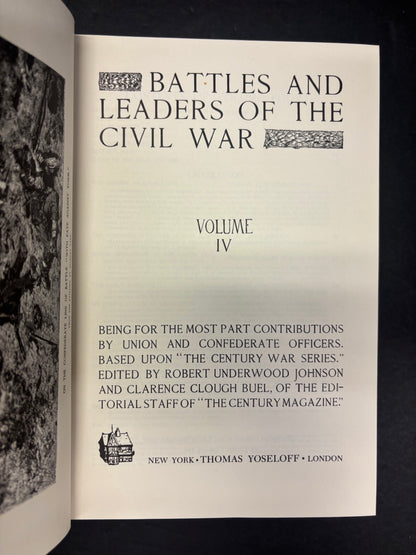 BATTLES AND
LEADERS OF THE
CIVIL WAR
VOLUME
IV
BEING FOR THE MOST PART CONTRIBUTIONS
BY UNION AND CONFEDERATE OFFICERS.
BASED UPON "THE CENTURY WAR SERIES."
EDITED BY ROBERT UNDERWOOD JOHNSON
AND CLARENCE CLOUGH BUEL, OF THE EDI-
TORIAL STAFF OF "THE CENTURY MAGAZINE."
NEW YORK • THOMAS YOSELOFF • LONDON